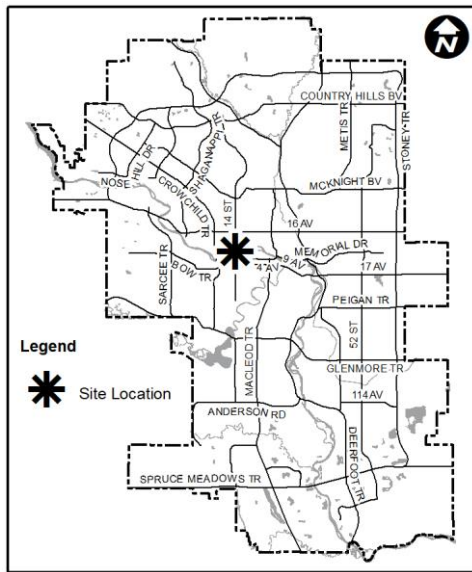 N
COUNTRY HILLS BV
METIS TR
STONEY TR
SHAGANAPPI TR
HILL DR
NOSE
CROWCHILD TR
MCKNIGHT BV
14 ST
16 AV
MEMORIAL DR
9 AV
17 AV
SARCEE TR
BOW TR
PEIGAN TR
Legend
Site Location
MACLEOD TR
52 ST
GLENMORE TR
114 AV
ANDERSON RD
DEERFOOT TR
SPRUCE MEADOWS TR